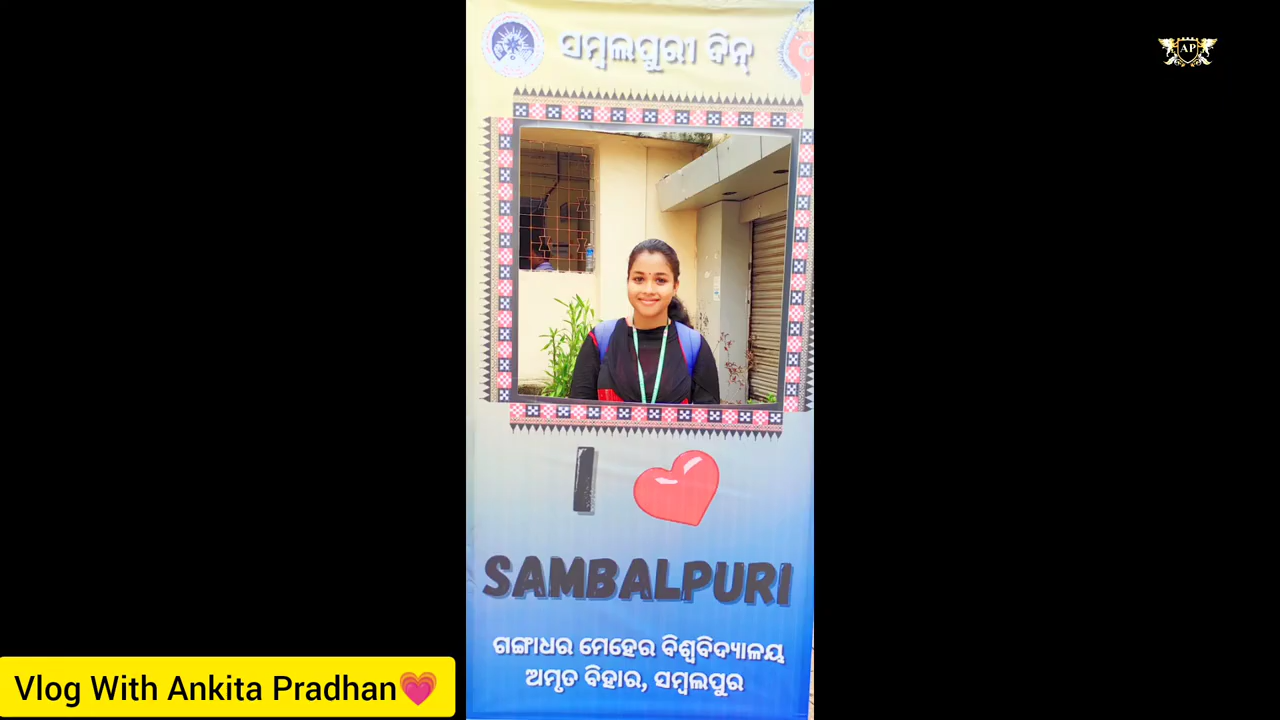 ସମ୍ବଲପୁରୀ ଦିନ୍
AP
I ❤
SAMBALPURI
ଗଙ୍ଗାଧର ମେହେର ବିଶ୍ୱବିଦ୍ୟାଳୟ
ଅମୃତ ବିହାର, ସମ୍ବଲପୁର
Vlog With Ankita Pradhan💗